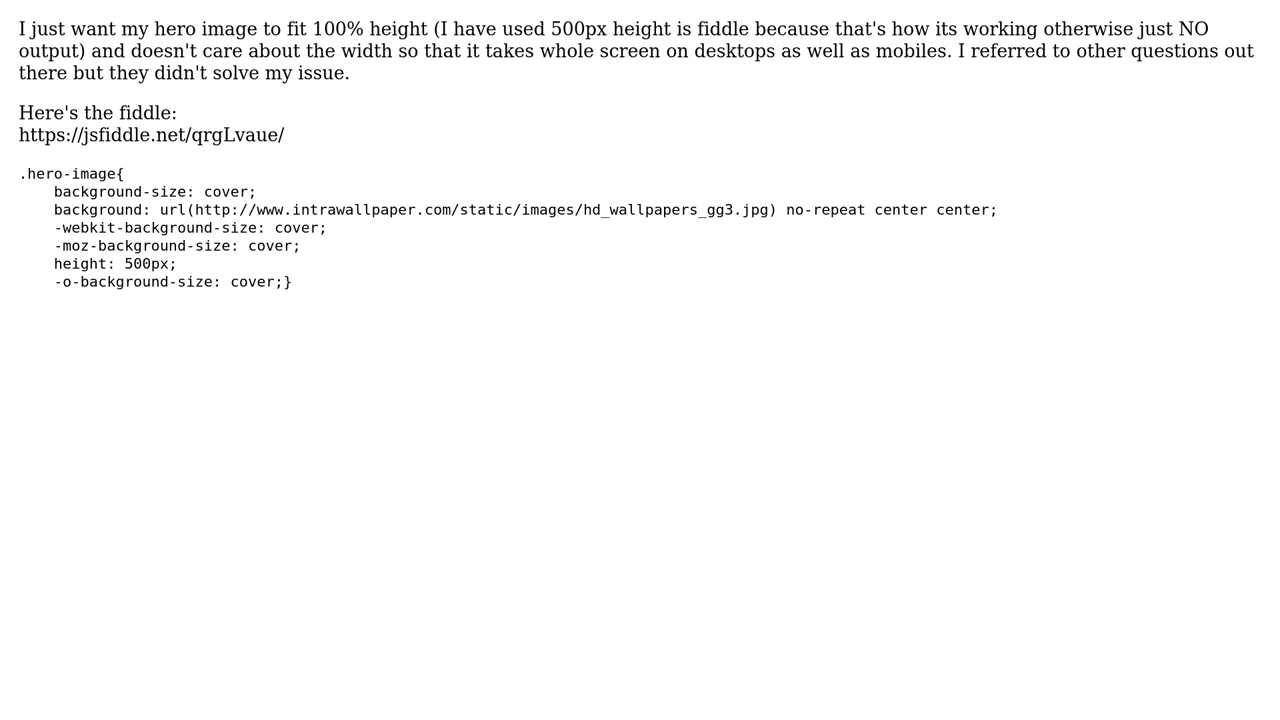 I just want my hero image to fit 100% height (I have used 500px height is fiddle because that's how its working otherwise just NO
output) and doesn't care about the width so that it takes whole screen on desktops as well as mobiles. I referred to other questions out
there but they didn't solve my issue.
Here's the fiddle:
https://jsfiddle.net/qrgLvaue/
.hero-image{
    background-size: cover;
    background: url(http://www.intrawallpaper.com/static/images/hd_wallpapers_gg3.jpg) no-repeat center center;
    -webkit-background-size: cover;
    -moz-background-size: cover;
    height: 500px;
    -o-background-size: cover;}